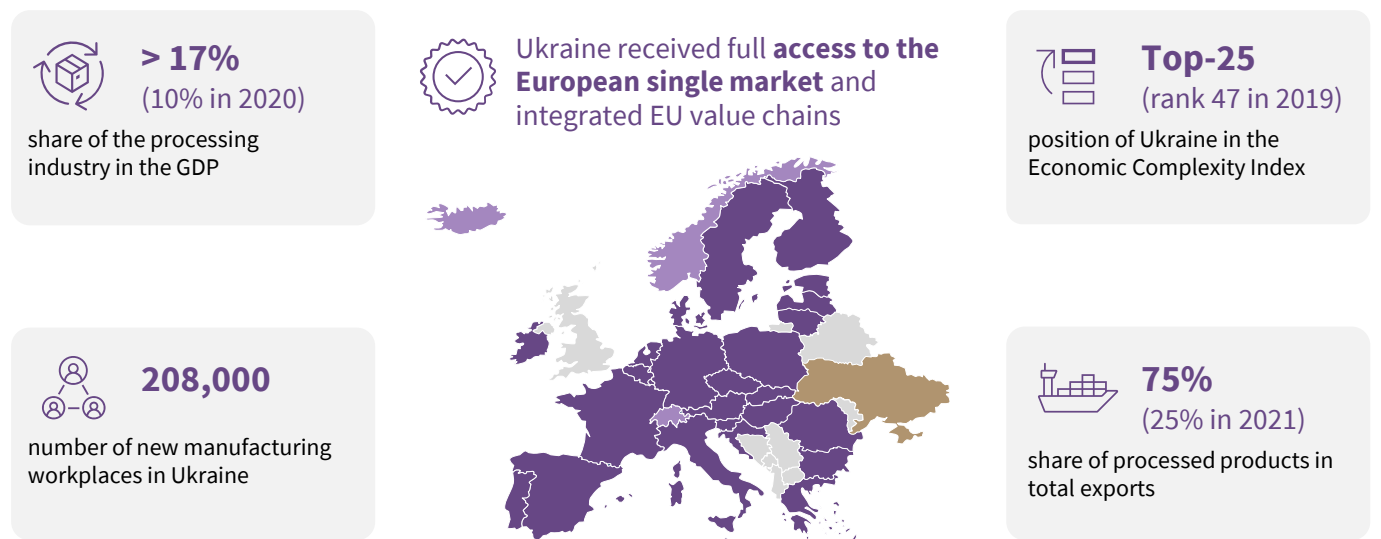 > 17%
(10% in 2020)
share of the processing
industry in the GDP
Ukraine received full access to the
European single market and
integrated EU value chains
Top-25
(rank 47 in 2019)
position of Ukraine in the
Economic Complexity Index
208,000
number of new manufacturing
workplaces in Ukraine
75%
(25% in 2021)
share of processed products in
total exports